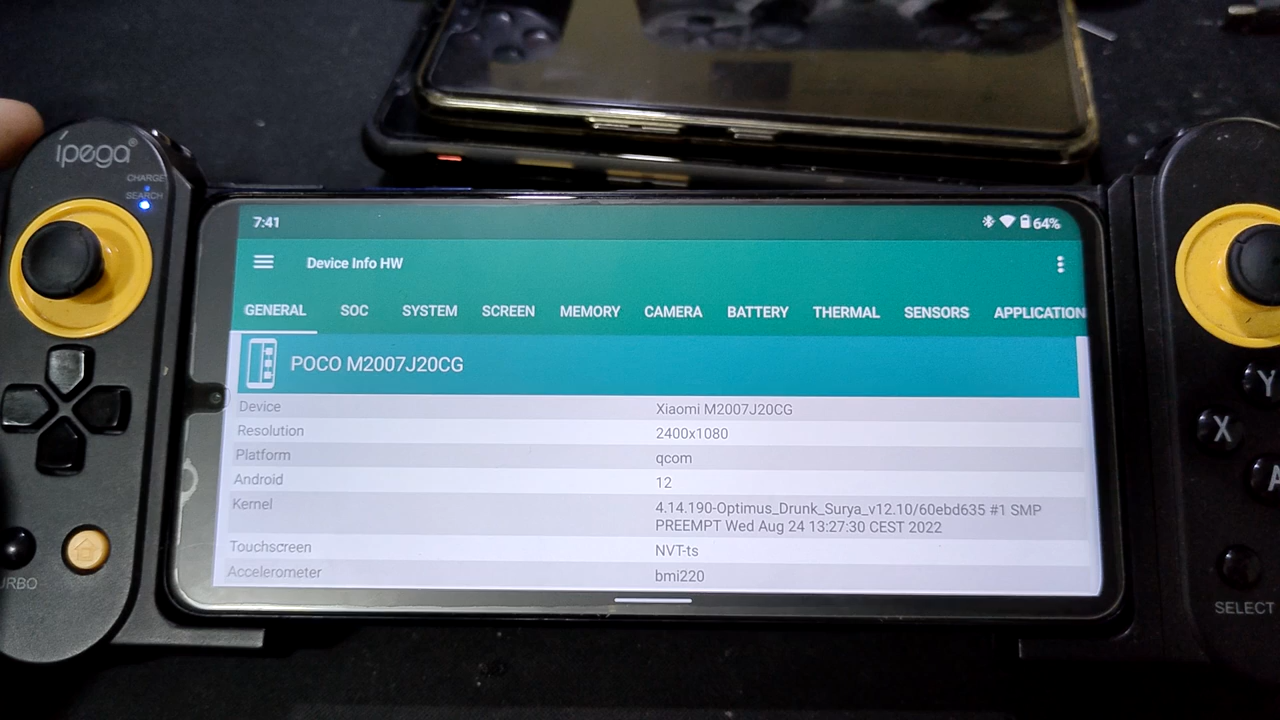 ipega®
CHARGE
SEARCH
7:41
64%
Device Info HW
GENERAL SOC SYSTEM SCREEN MEMORY CAMERA BATTERY THERMAL SENSORS APPLICATION
POCO M2007J20CG
Device Xiaomi M2007J20CG
Resolution 2400x1080
Platform qcom
Android 12
Kernel 4.14.190-Optimus_Drunk_Surya_v12.10/60ebd635 #1 SMP
PREEMPT Wed Aug 24 13:27:30 CEST 2022
Touchscreen NVT-ts
Accelerometer bmi220
Y
X
A
URBO
SELECT